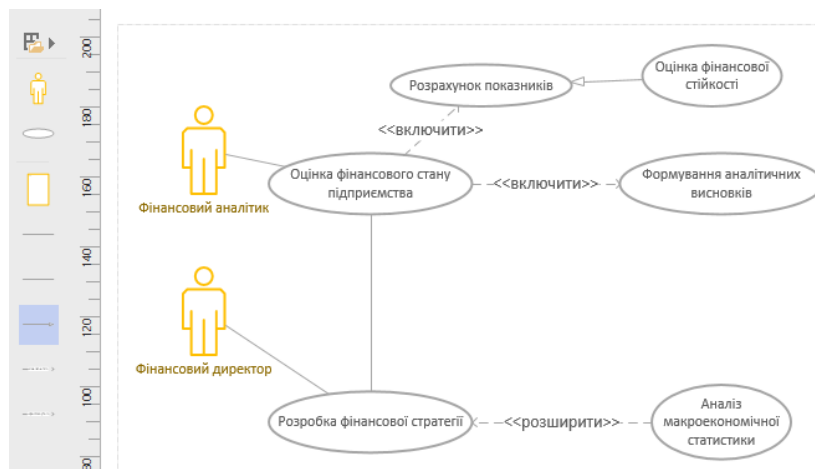 200
180
160
140
120
100
80
Розрахунок показників
Оцінка фінансової
стійкості
<<включити>>
Оцінка фінансового стану
підприємства
<<включити>>
Формування аналітичних
висновків
Фінансовий аналітик
Фінансовий директор
Розробка фінансової стратегії
<<розширити>>
Аналіз
макроекономічної
статистики